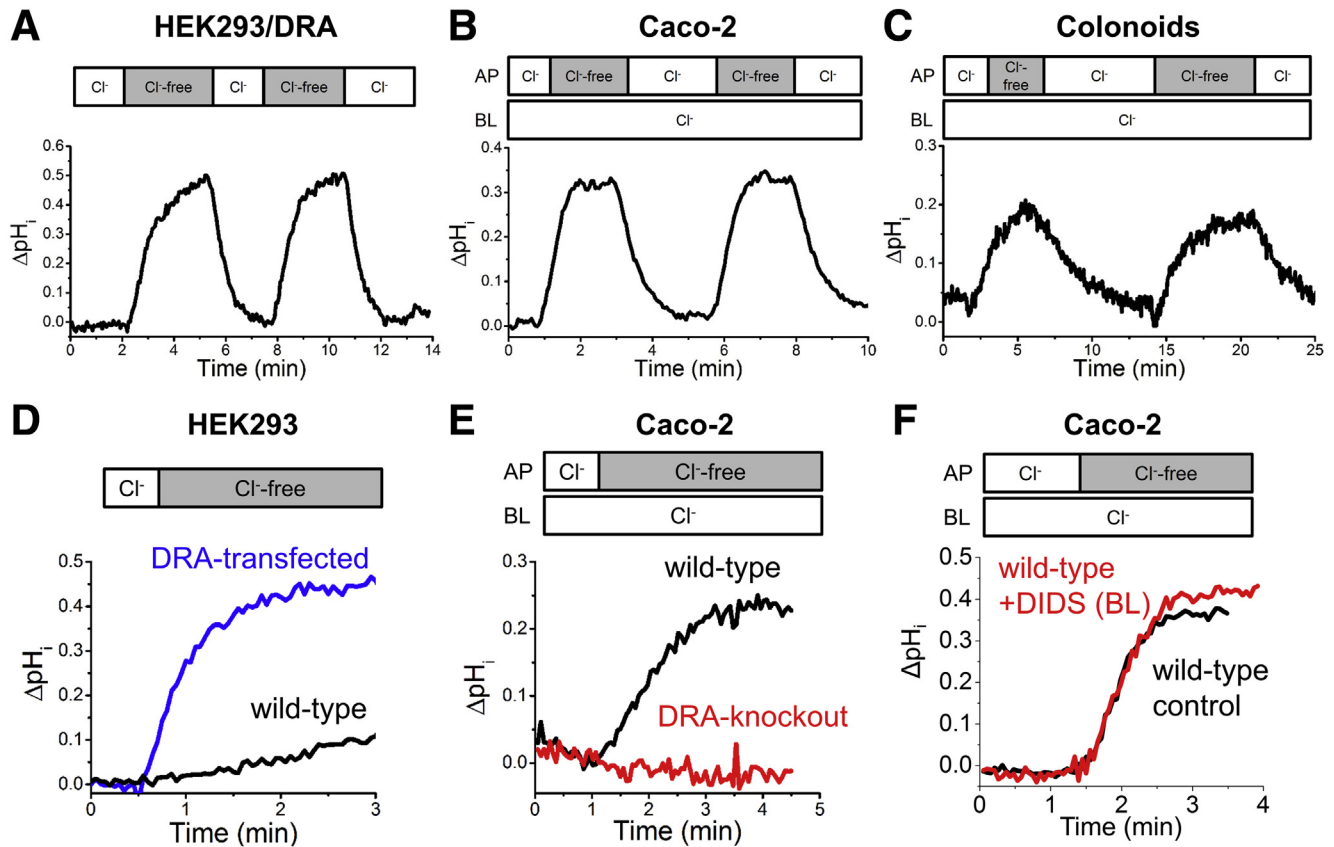 A
HEK293/DRA
Cl⁻ Cl⁻-free Cl⁻ Cl⁻-free Cl⁻
ΔpHᵢ
0.6
0.5
0.4
0.3
0.2
0.1
0.0
0 2 4 6 8 10 12 14
Time (min)
B
Caco-2
AP Cl⁻ Cl⁻-free Cl⁻ Cl⁻-free Cl⁻
BL Cl⁻
ΔpHᵢ
0.4
0.3
0.2
0.1
0.0
0 2 4 6 8 10
Time (min)
C
Colonoids
AP Cl⁻ Cl⁻-free Cl⁻ Cl⁻-free Cl⁻
BL Cl⁻
ΔpHᵢ
0.3
0.2
0.1
0.0
0 5 10 15 20 25
Time (min)
D
HEK293
Cl⁻ Cl⁻-free
ΔpHᵢ
0.5
0.4
0.3
0.2
0.1
0.0
DRA-transfected
wild-type
0 1 2 3
Time (min)
E
Caco-2
AP Cl⁻ Cl⁻-free
BL Cl⁻
ΔpHᵢ
0.3
0.2
0.1
0.0
wild-type
DRA-knockout
0 1 2 3 4 5
Time (min)
F
Caco-2
AP Cl⁻ Cl⁻-free
BL Cl⁻
ΔpHᵢ
0.5
0.4
0.3
0.2
0.1
0.0
wild-type
+DIDS (BL)
wild-type
control
0 1 2 3 4
Time (min)